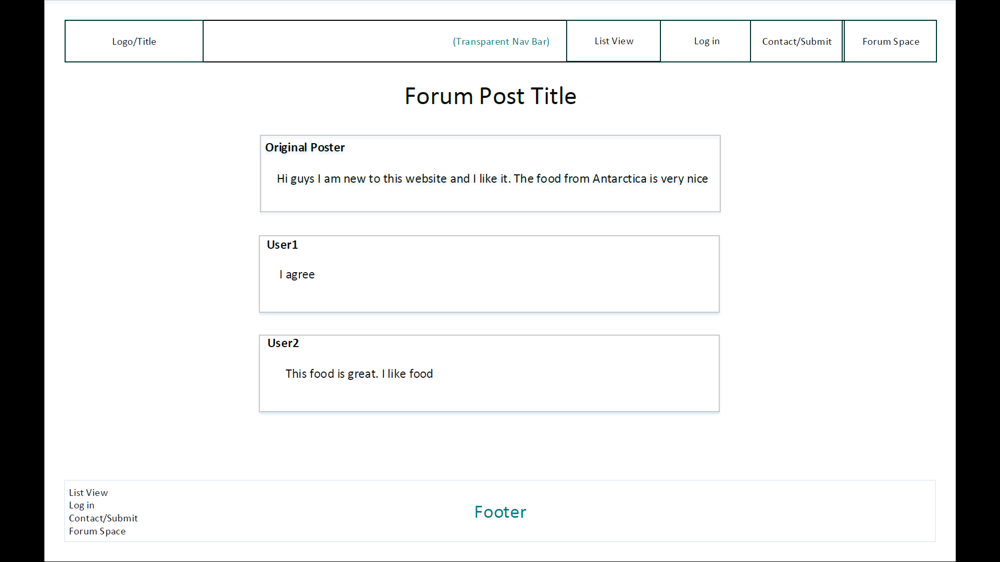 Logo/Title
(Transparent Nav Bar)
List View
Log in
Contact/Submit
Forum Space
Forum Post Title
Original Poster
Hi guys I am new to this website and I like it. The food from Antarctica is very nice
User1
I agree
User2
This food is great. I like food
List View
Log in
Contact/Submit
Forum Space
Footer